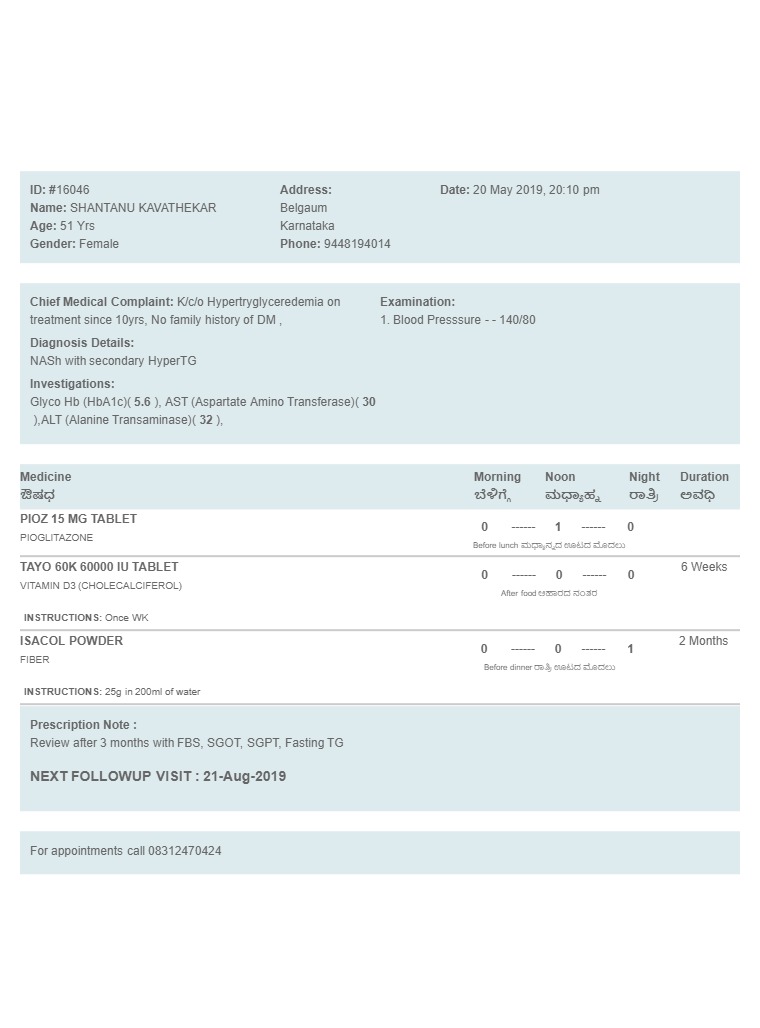 ID: #16046
Name: SHANTANU KAVATHEKAR
Age: 51 Yrs
Gender: Female
Address:
Belgaum
Karnataka
Phone: 9448194014
Date: 20 May 2019, 20:10 pm
Chief Medical Complaint: K/c/o Hypertryglyceredemia on
treatment since 10yrs, No family history of DM ,
Diagnosis Details:
NASh with secondary HyperTG
Investigations:
Glyco Hb (HbA1c)( 5.6 ), AST (Aspartate Amino Transferase)( 30
),ALT (Alanine Transaminase)( 32 ),
Examination:
1. Blood Presssure - - 140/80
Medicine Morning Noon Night Duration
ಔಷಧ ಬೆಳಿಗ್ಗೆ ಮಧ್ಯಾಹ್ನ ರಾತ್ರಿ ಅವಧಿ
PIOZ 15 MG TABLET
PIOGLITAZONE
0 ------ 1 ------ 0
Before lunch ಮಧ್ಯಾನ್ಹದ ಊಟದ ಮೊದಲು
TAYO 60K 60000 IU TABLET
VITAMIN D3 (CHOLECALCIFEROL)
0 ------ 0 ------ 0 6 Weeks
After food ಆಹಾರದ ನಂತರ
INSTRUCTIONS: Once WK
ISACOL POWDER
FIBER
0 ------ 0 ------ 1 2 Months
Before dinner ರಾತ್ರಿ ಊಟದ ಮೊದಲು
INSTRUCTIONS: 25g in 200ml of water
Prescription Note :
Review after 3 months with FBS, SGOT, SGPT, Fasting TG
NEXT FOLLOWUP VISIT : 21-Aug-2019
For appointments call 08312470424